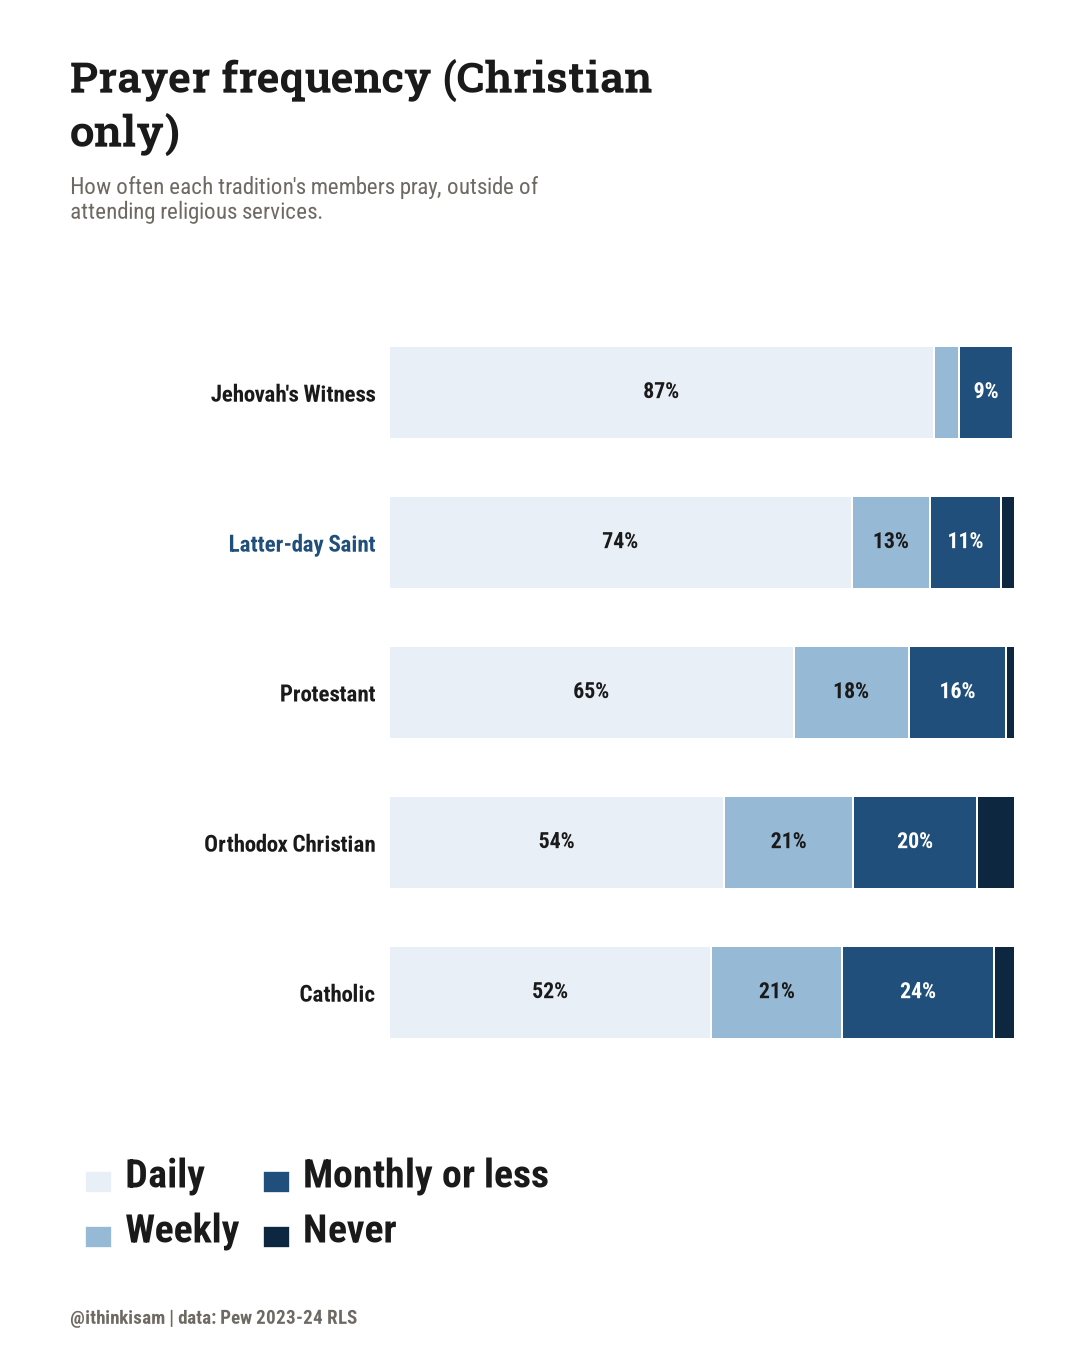 Prayer frequency (Christian
only)
How often each tradition's members pray, outside of
attending religious services.
Jehovah's Witness
87%
9%
Latter-day Saint
74%
13%
11%
Protestant
65%
18%
16%
Orthodox Christian
54%
21%
20%
Catholic
52%
21%
24%
Daily
Monthly or less
Weekly
Never
@ithinkisam | data: Pew 2023-24 RLS